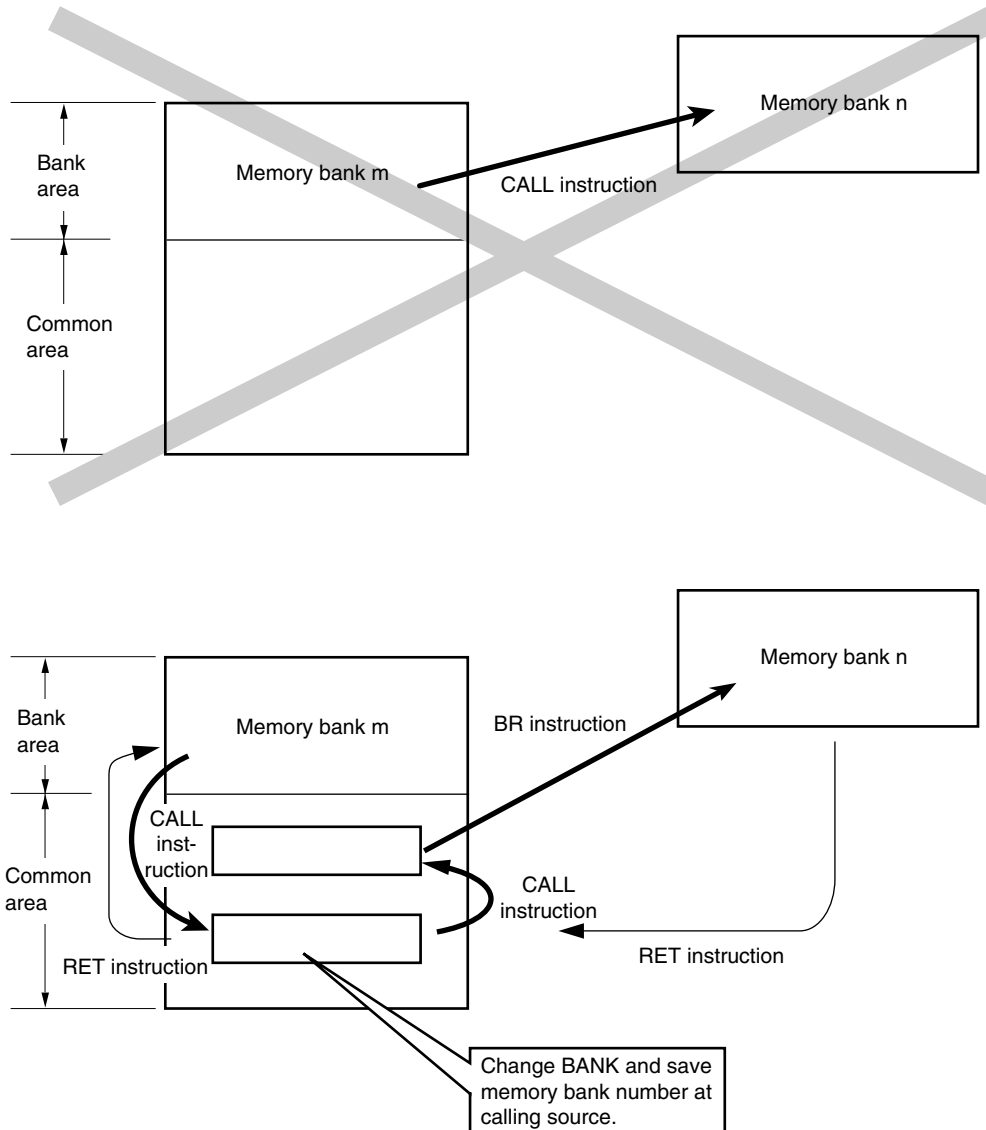 Memory bank n
Bank
area
Memory bank m
CALL instruction
Common
area
Memory bank n
Bank
area
Memory bank m
BR instruction
CALL
inst-
ruction
Common
area
CALL
instruction
RET instruction
RET instruction
Change BANK and save
memory bank number at
calling source.